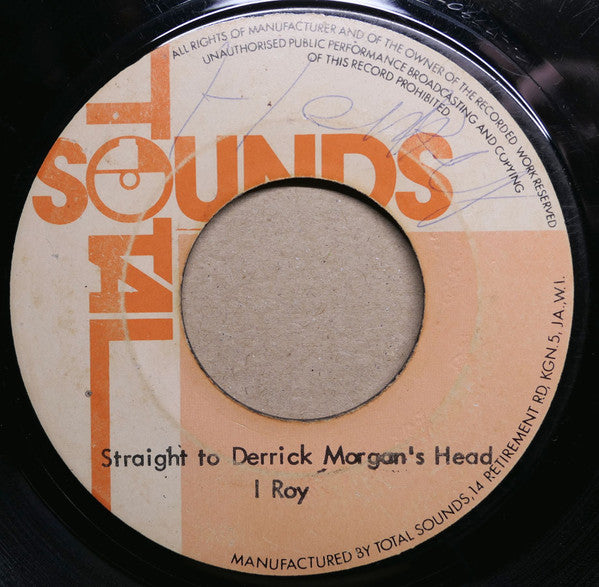 ALL RIGHTS OF MANUFACTURER AND OF THE OWNER OF THE RECORDED WORK RESERVED
UNAUTHORISED PUBLIC PERFORMANCE BROADCASTING AND COPYING
OF THIS RECORD PROHIBITED
TOTAL
SOUNDS
Straight to Derrick Morgan's Head
I Roy
MANUFACTURED BY TOTAL SOUNDS, 14 RETIREMENT RD, KGN. 5, JA., W.I.